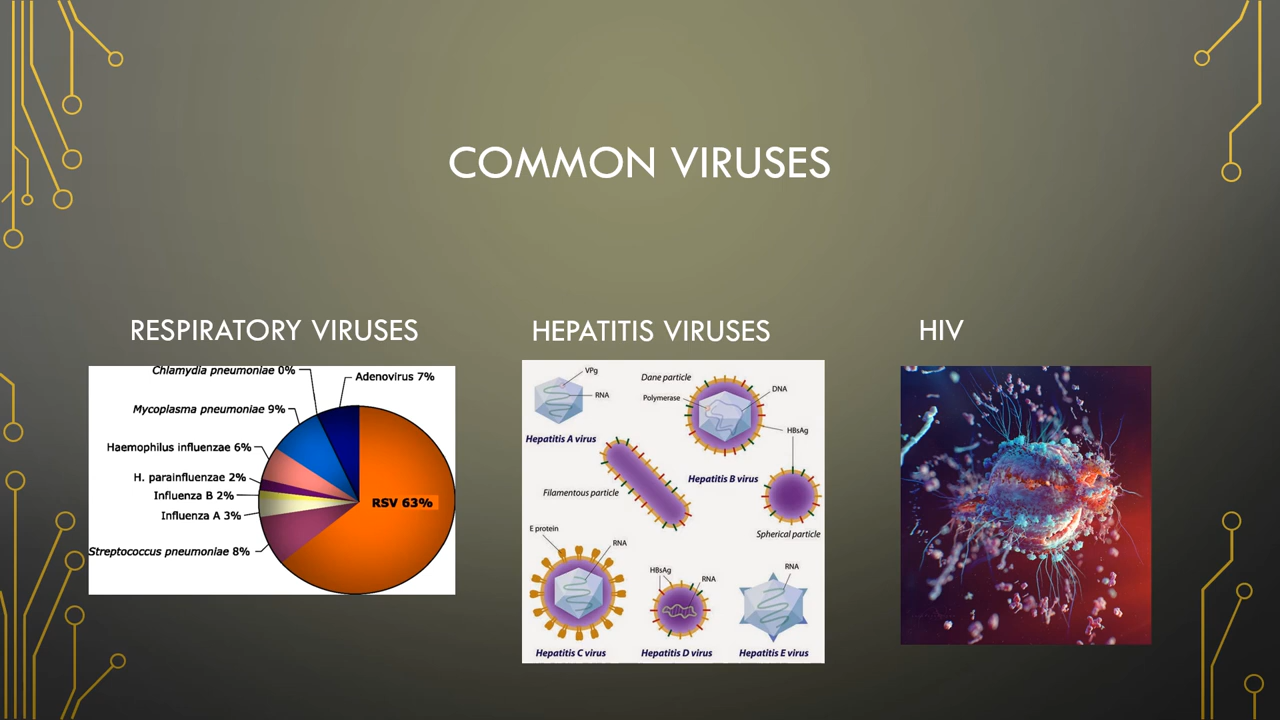 COMMON VIRUSES
RESPIRATORY VIRUSES
Chlamydia pneumoniae 0%
Adenovirus 7%
Mycoplasma pneumoniae 9%
Haemophilus influenzae 6%
H. parainfluenzae 2%
Influenza B 2%
Influenza A 3%
Streptococcus pneumoniae 8%
RSV 63%
HEPATITIS VIRUSES
VPg
RNA
Hepatitis A virus
Dane particle
Polymerase
DNA
HBsAg
Hepatitis B virus
Filamentous particle
Spherical particle
E protein
RNA
Hepatitis C virus
HBsAg
RNA
Hepatitis D virus
RNA
Hepatitis E virus
HIV